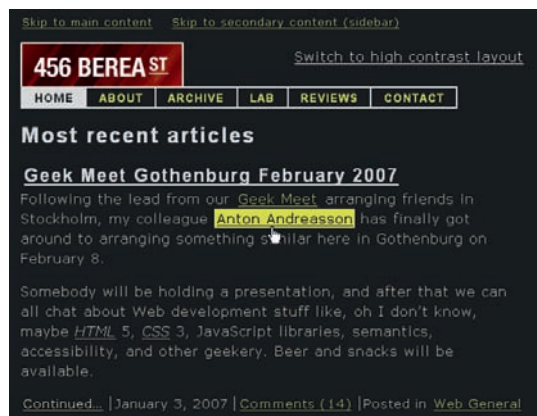 Skip to main content Skip to secondary content (sidebar)
Switch to high contrast layout
456 BEREA ST
HOME ABOUT ARCHIVE LAB REVIEWS CONTACT
Most recent articles
Geek Meet Gothenburg February 2007
Following the lead from our Geek Meet arranging friends in
Stockholm, my colleague Anton Andreasson has finally got
around to arranging something similar here in Gothenburg on
February 8.
Somebody will be holding a presentation, and after that we can
all chat about Web development stuff like, oh I don't know,
maybe HTML 5, CSS 3, JavaScript libraries, semantics,
accessibility, and other geekery. Beer and snacks will be
available.
Continued... |January 3, 2007 |Comments (14) |Posted in Web General